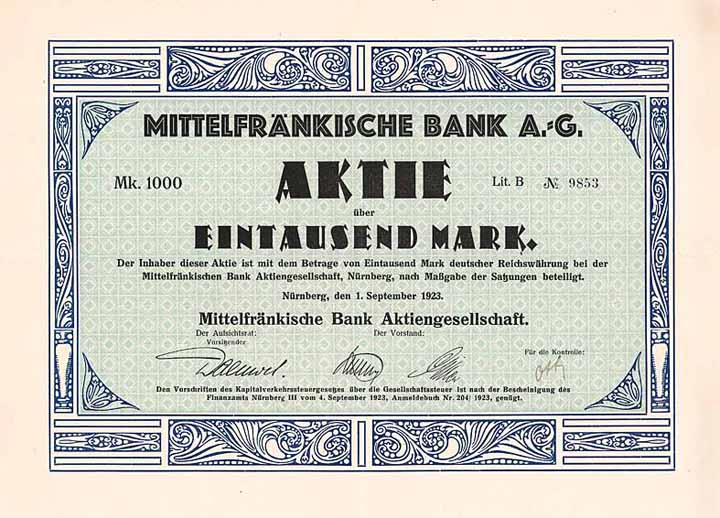 MITTELFRÄNKISCHE BANK A.-G.
Mk. 1000 AKTIE Lit. B № 9853
über
EINTAUSEND MARK.
Der Inhaber dieser Aktie ist mit dem Betrage von Eintausend Mark deutscher Reichswährung bei der
Mittelfränkischen Bank Aktiengesellschaft, Nürnberg, nach Maßgabe der Satzungen beteiligt.
Nürnberg, den 1. September 1923.
Mittelfränkische Bank Aktiengesellschaft.
Der Aufsichtsrat: Der Vorstand:
Vorsitzender
Für die Kontrolle:
Den Vorschriften des Kapitalverkehrssteuergesetzes über die Gesellschaftssteuer ist nach der Bescheinigung des
Finanzamts Nürnberg III vom 4. September 1923, Anmeldebuch Nr. 204/1923, genügt.